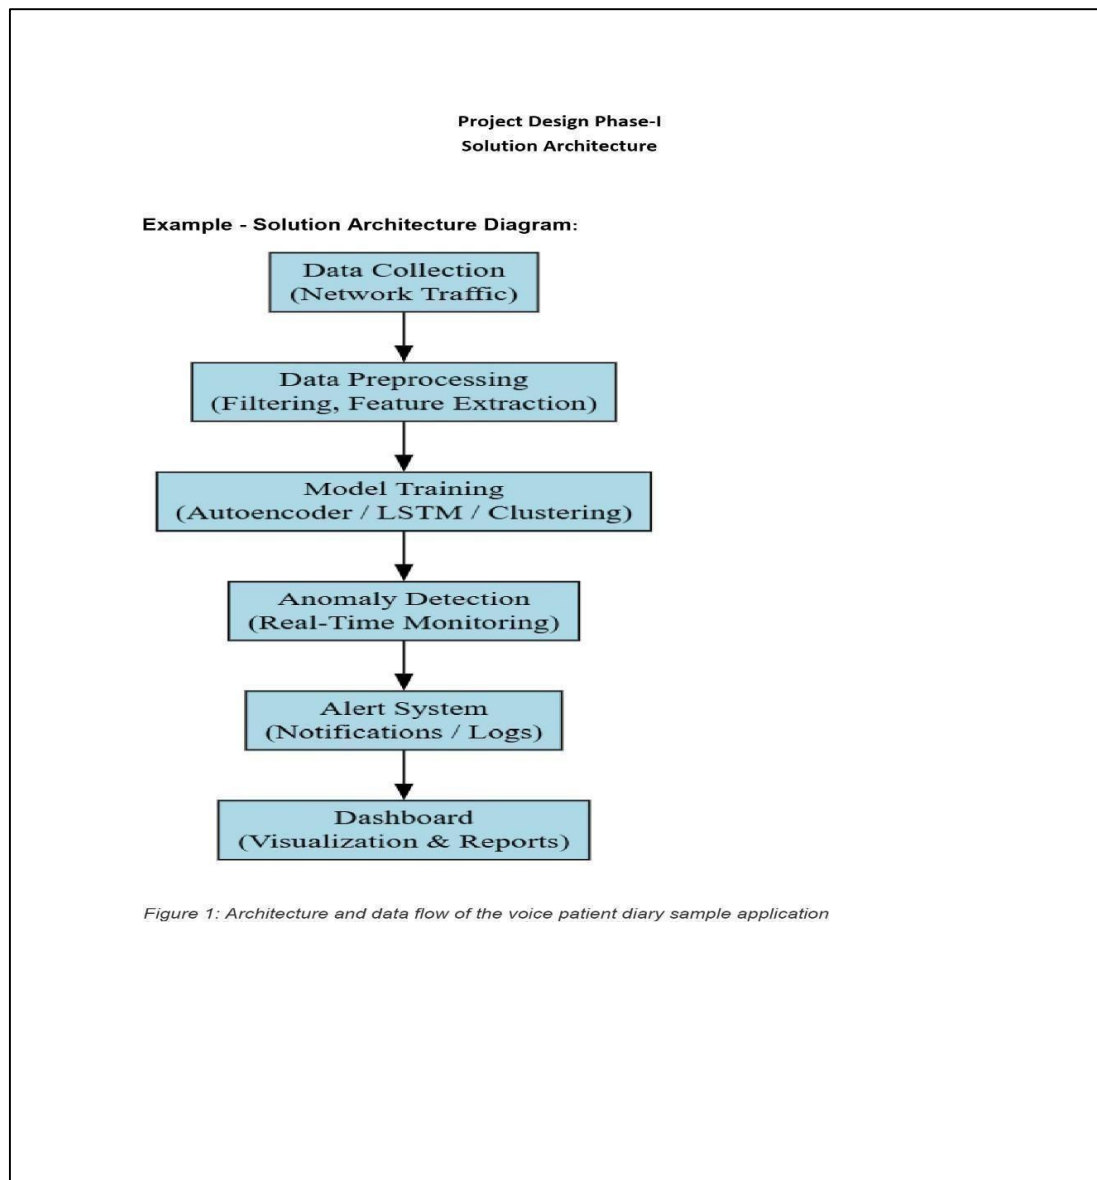 Project Design Phase-I
Solution Architecture
Example - Solution Architecture Diagram:
Data Collection
(Network Traffic)
Data Preprocessing
(Filtering, Feature Extraction)
Model Training
(Autoencoder / LSTM / Clustering)
Anomaly Detection
(Real-Time Monitoring)
Alert System
(Notifications / Logs)
Dashboard
(Visualization & Reports)
Figure 1: Architecture and data flow of the voice patient diary sample application